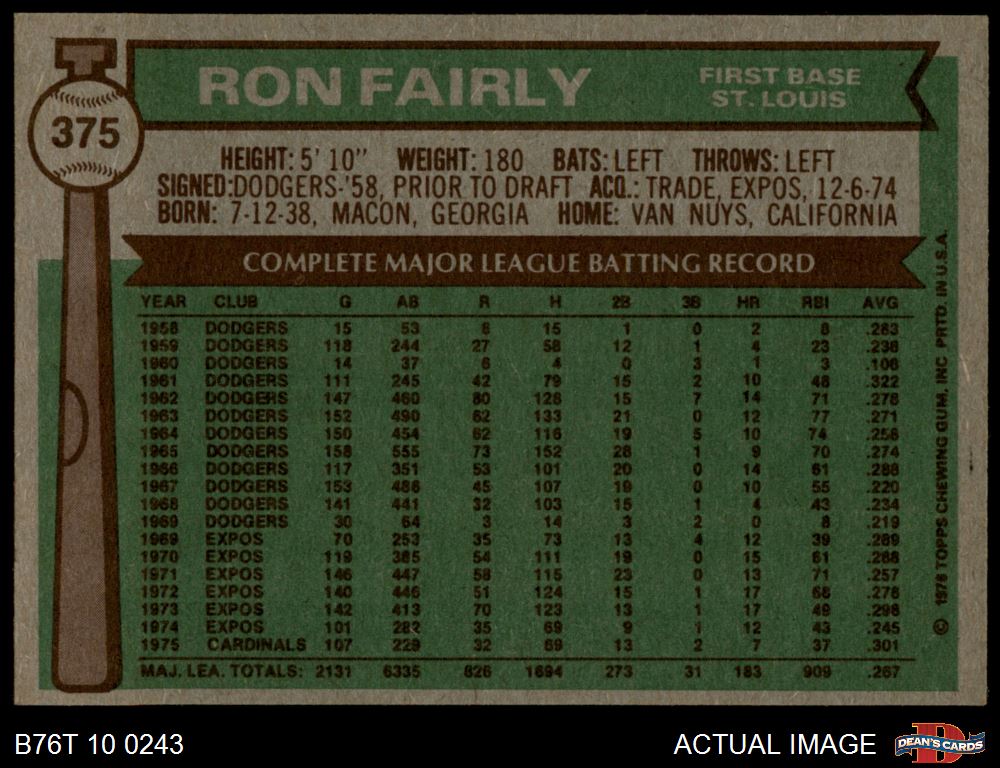 RON FAIRLY
FIRST BASE
ST. LOUIS
375
HEIGHT: 5' 10" WEIGHT: 180 BATS: LEFT THROWS: LEFT
SIGNED: DODGERS-'58, PRIOR TO DRAFT ACQ.: TRADE, EXPOS, 12-6-74
BORN: 7-12-38, MACON, GEORGIA HOME: VAN NUYS, CALIFORNIA
COMPLETE MAJOR LEAGUE BATTING RECORD
YEAR CLUB G AB R H 2B 3B HR RBI AVG
1958 DODGERS 15 53 6 15 1 0 2 8 .283
1959 DODGERS 118 244 27 58 12 1 4 23 .238
1960 DODGERS 14 37 6 4 0 3 1 3 .108
1961 DODGERS 111 245 42 79 15 2 10 48 .322
1962 DODGERS 147 460 80 128 15 7 14 71 .278
1963 DODGERS 152 490 62 133 21 0 12 77 .271
1964 DODGERS 150 454 62 116 19 5 10 74 .256
1965 DODGERS 158 555 73 152 28 1 9 70 .274
1966 DODGERS 117 351 53 101 20 0 14 61 .288
1967 DODGERS 153 486 45 107 19 0 10 55 .220
1968 DODGERS 141 441 32 103 15 1 4 43 .234
1969 DODGERS 30 64 3 14 3 2 0 8 .219
1969 EXPOS 70 253 35 73 13 4 12 39 .289
1970 EXPOS 119 385 54 111 19 0 15 61 .288
1971 EXPOS 146 447 58 115 23 0 13 71 .257
1972 EXPOS 140 446 51 124 15 1 17 68 .278
1973 EXPOS 142 413 70 123 13 1 17 49 .298
1974 EXPOS 101 282 35 69 9 1 12 43 .245
1975 CARDINALS 107 229 32 69 13 2 7 37 .301
MAJ. LEA. TOTALS: 2131 6335 826 1694 273 31 183 909 .267
© 1976 TOPPS CHEWING GUM, INC. PRTD. IN U.S.A.
B76T 10 0243
ACTUAL IMAGE
DEAN'S CARDS